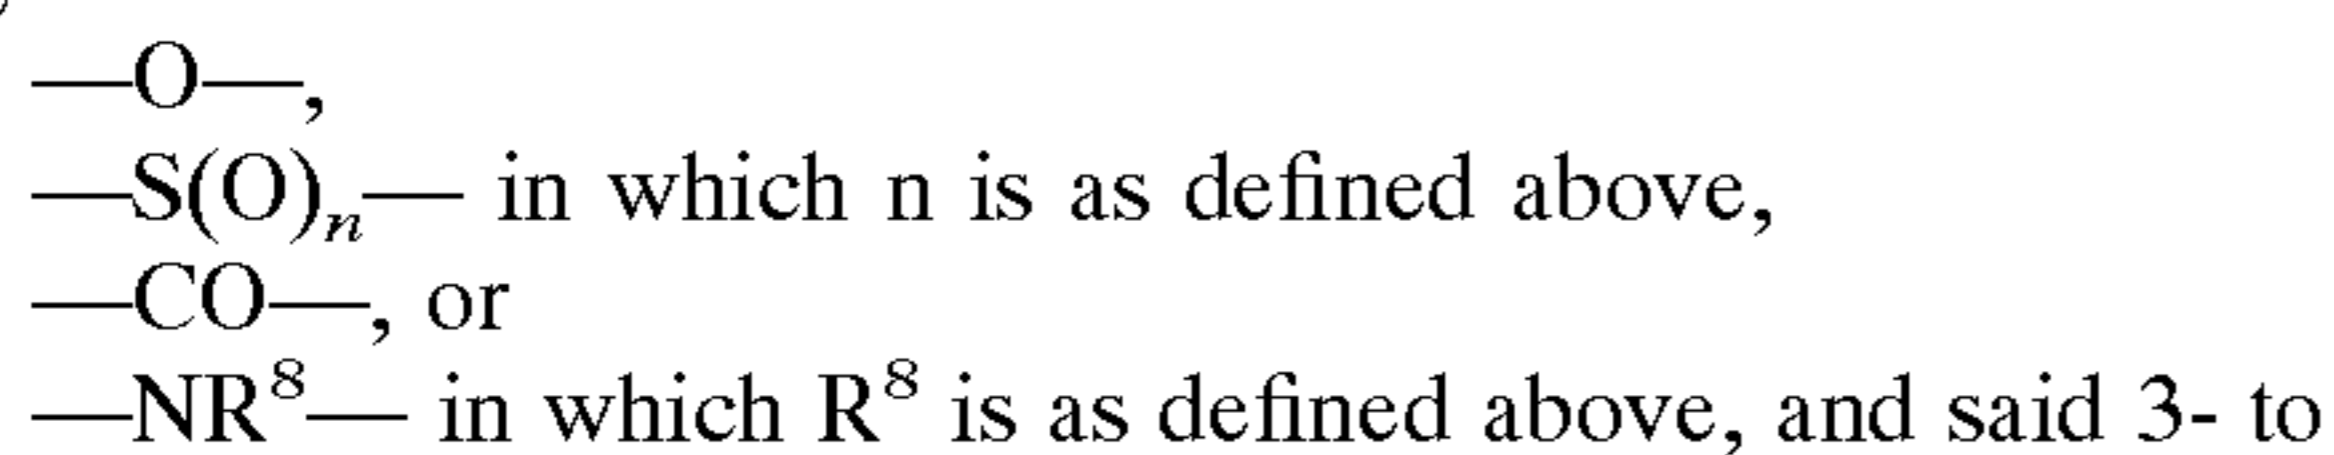 —O—,
—S(O)ₙ— in which n is as defined above,
—CO—, or
—NR⁸— in which R⁸ is as defined above, and said 3- to